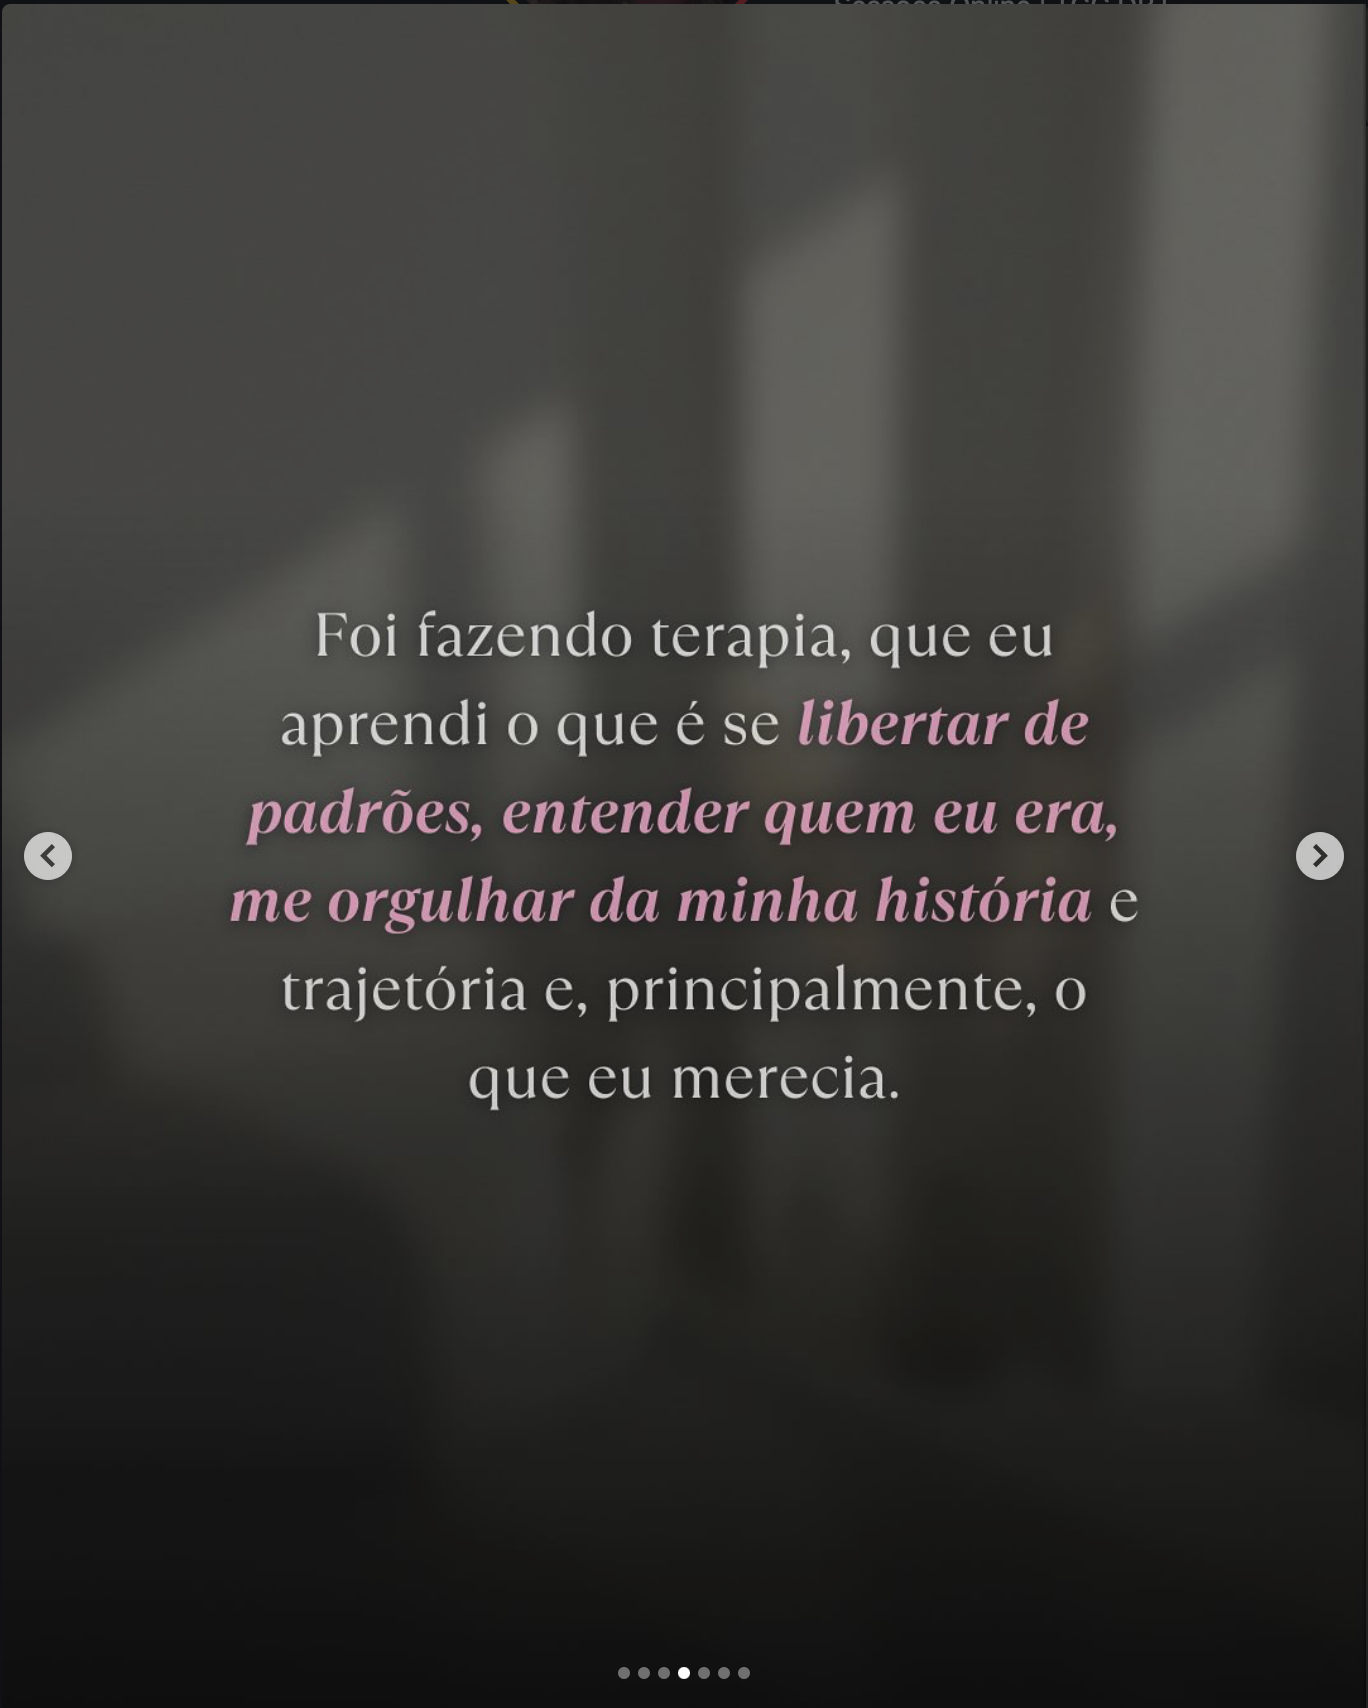 Foi fazendo terapia, que eu
aprendi o que é se libertar de
padrões, entender quem eu era,
me orgulhar da minha história e
trajetória e, principalmente, o
que eu merecia.